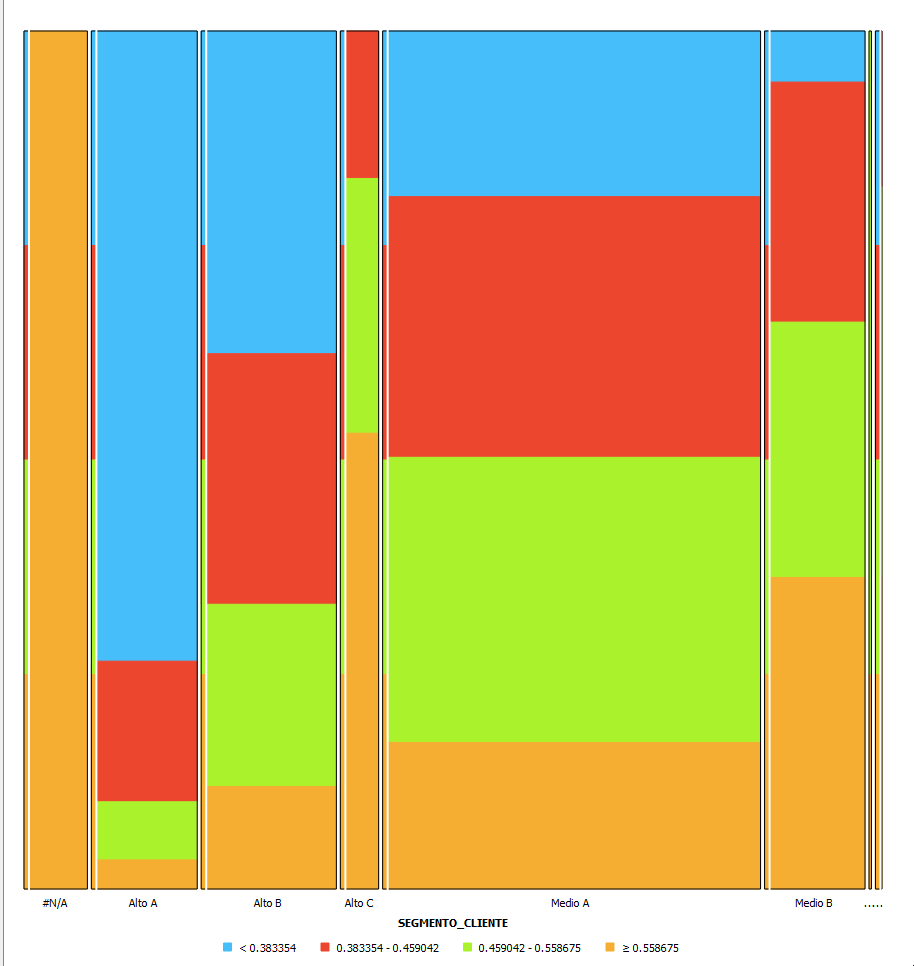 #N/A Alto A Alto B Alto C Medio A Medio B .....
SEGMENTO_CLIENTE
< 0.383354 0.383354 - 0.459042 0.459042 - 0.558675 ≥ 0.558675